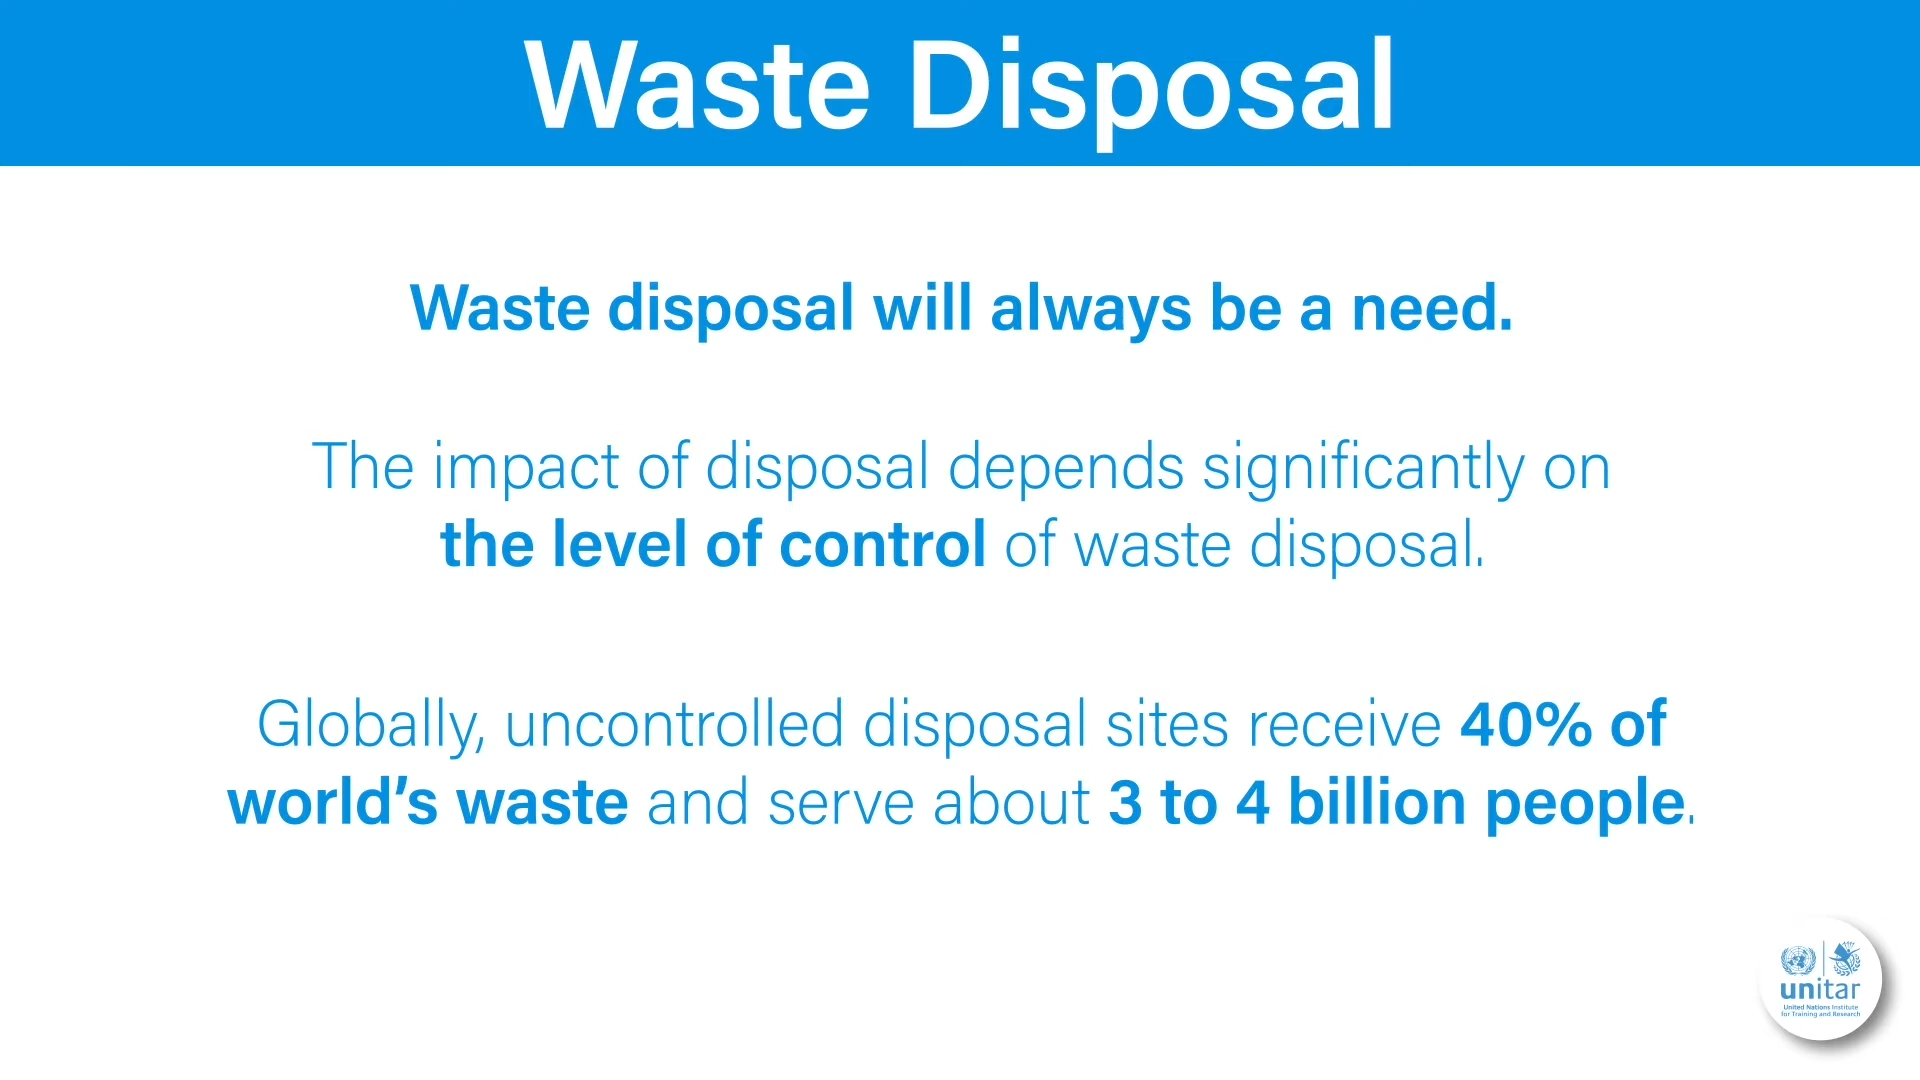 Waste Disposal
Waste disposal will always be a need.
The impact of disposal depends significantly on
the level of control of waste disposal.
Globally, uncontrolled disposal sites receive 40% of
world’s waste and serve about 3 to 4 billion people.
unitar
United Nations Institute
for Training and Research